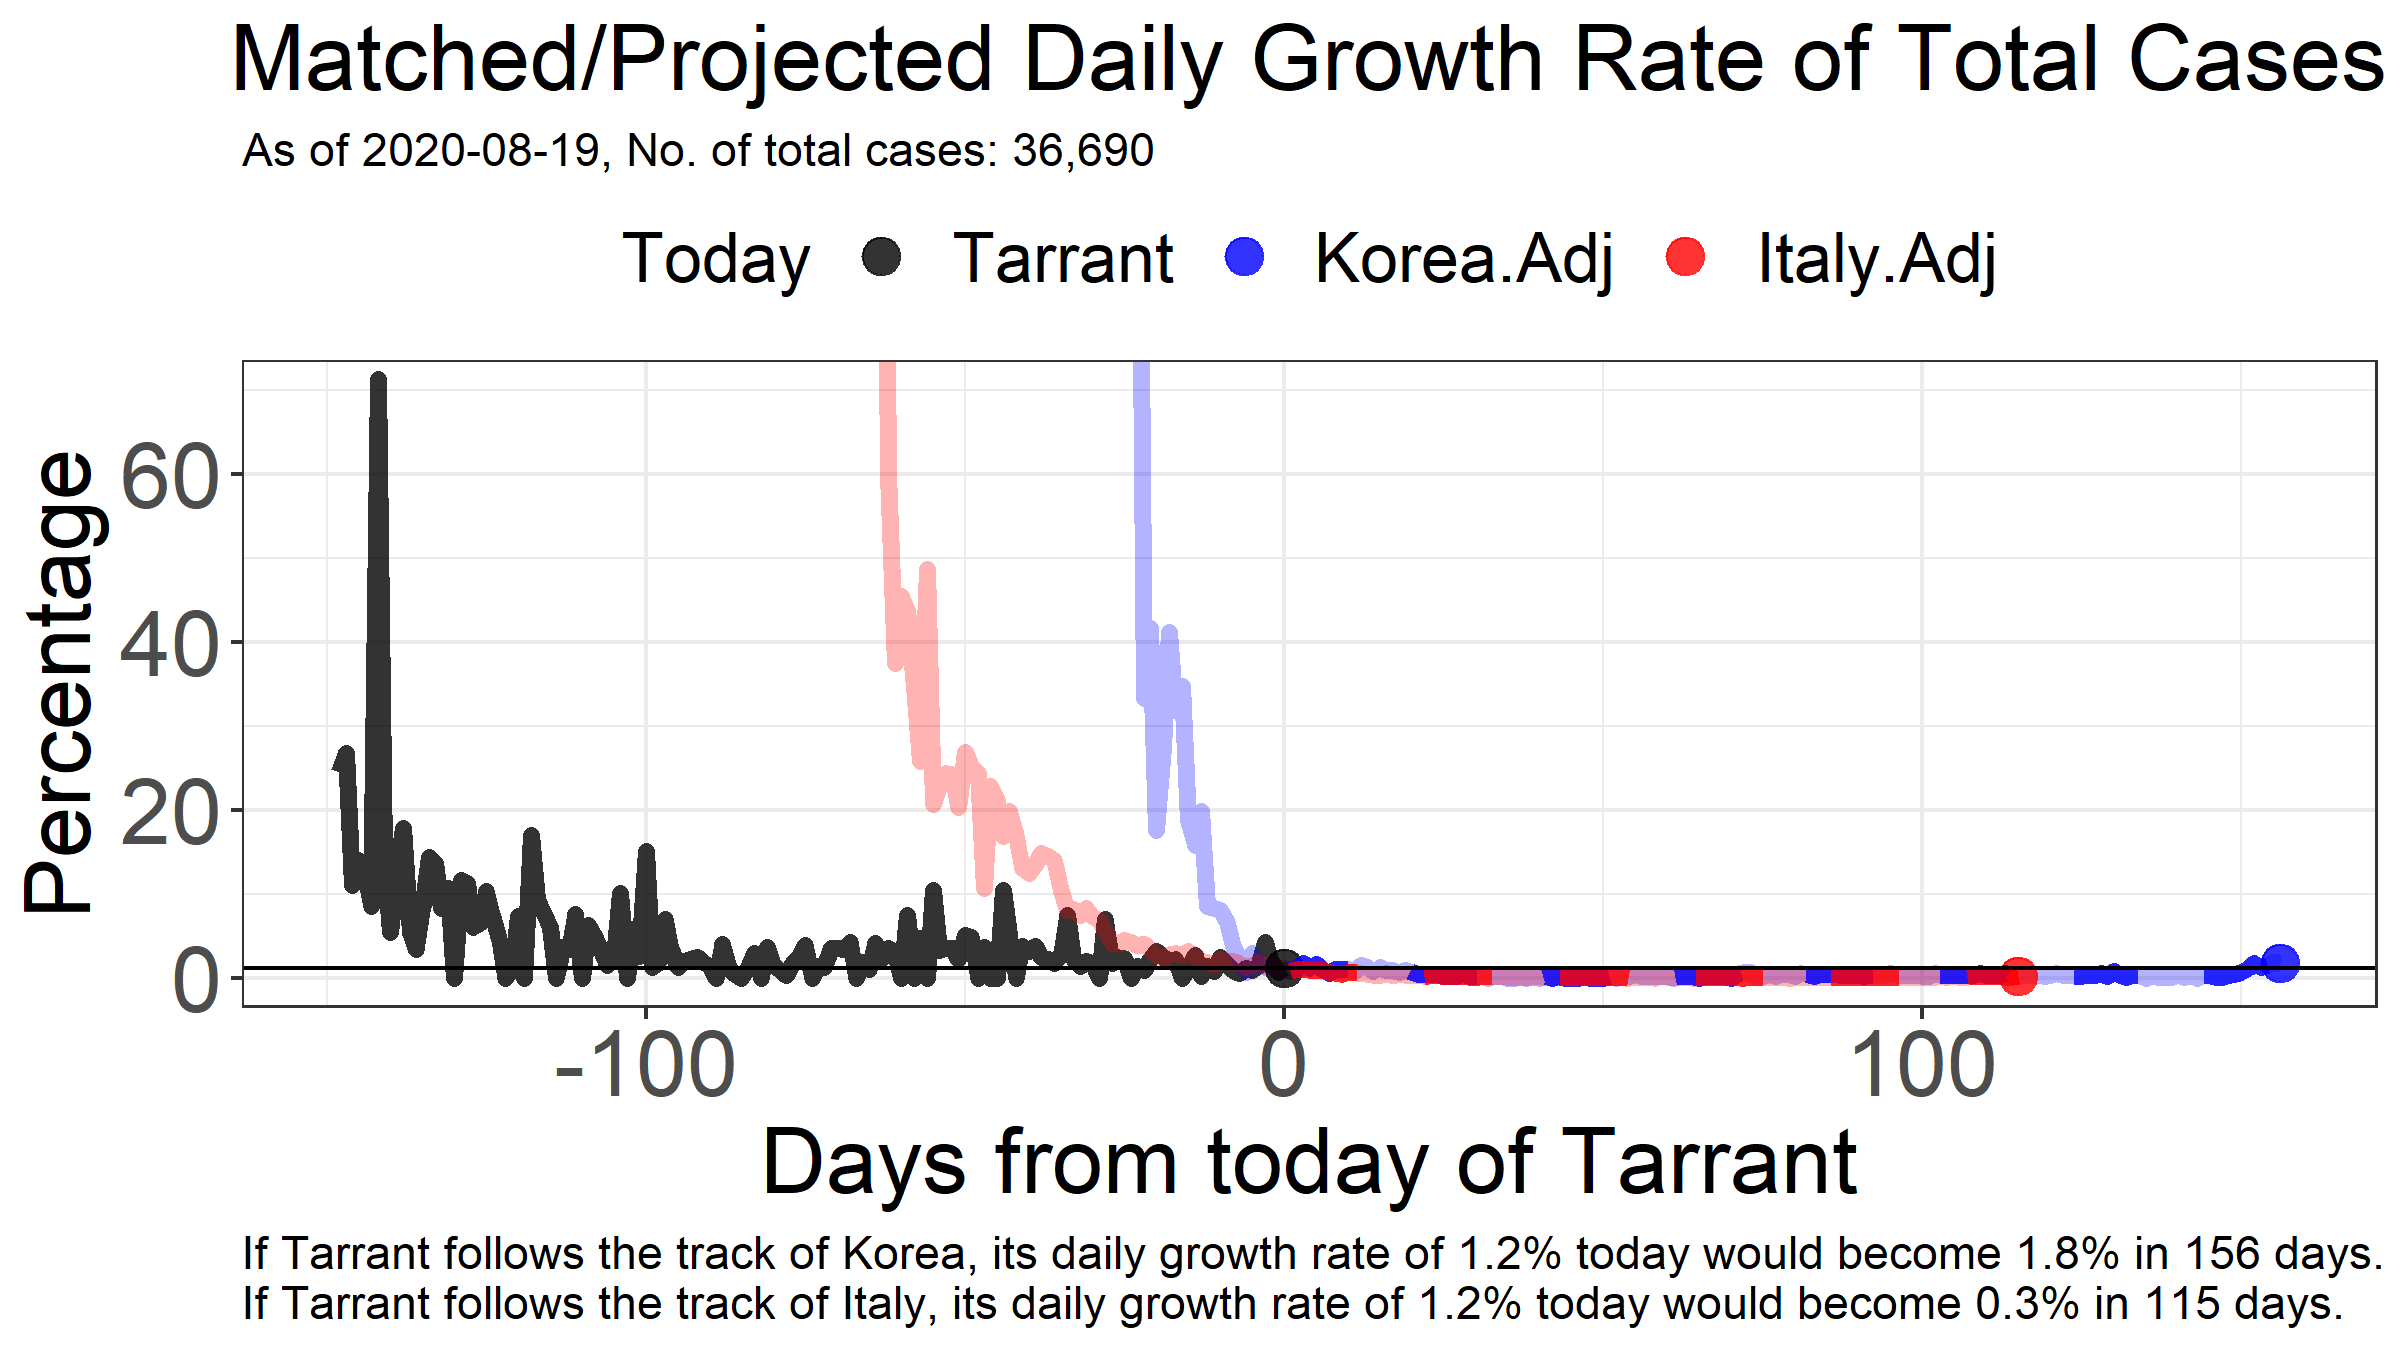 Matched/Projected Daily Growth Rate of Total Cases
As of 2020-08-19, No. of total cases: 36,690
Today Tarrant Korea.Adj Italy.Adj
Percentage
60
40
20
0
-100 0 100
Days from today of Tarrant
If Tarrant follows the track of Korea, its daily growth rate of 1.2% today would become 1.8% in 156 days.
If Tarrant follows the track of Italy, its daily growth rate of 1.2% today would become 0.3% in 115 days.